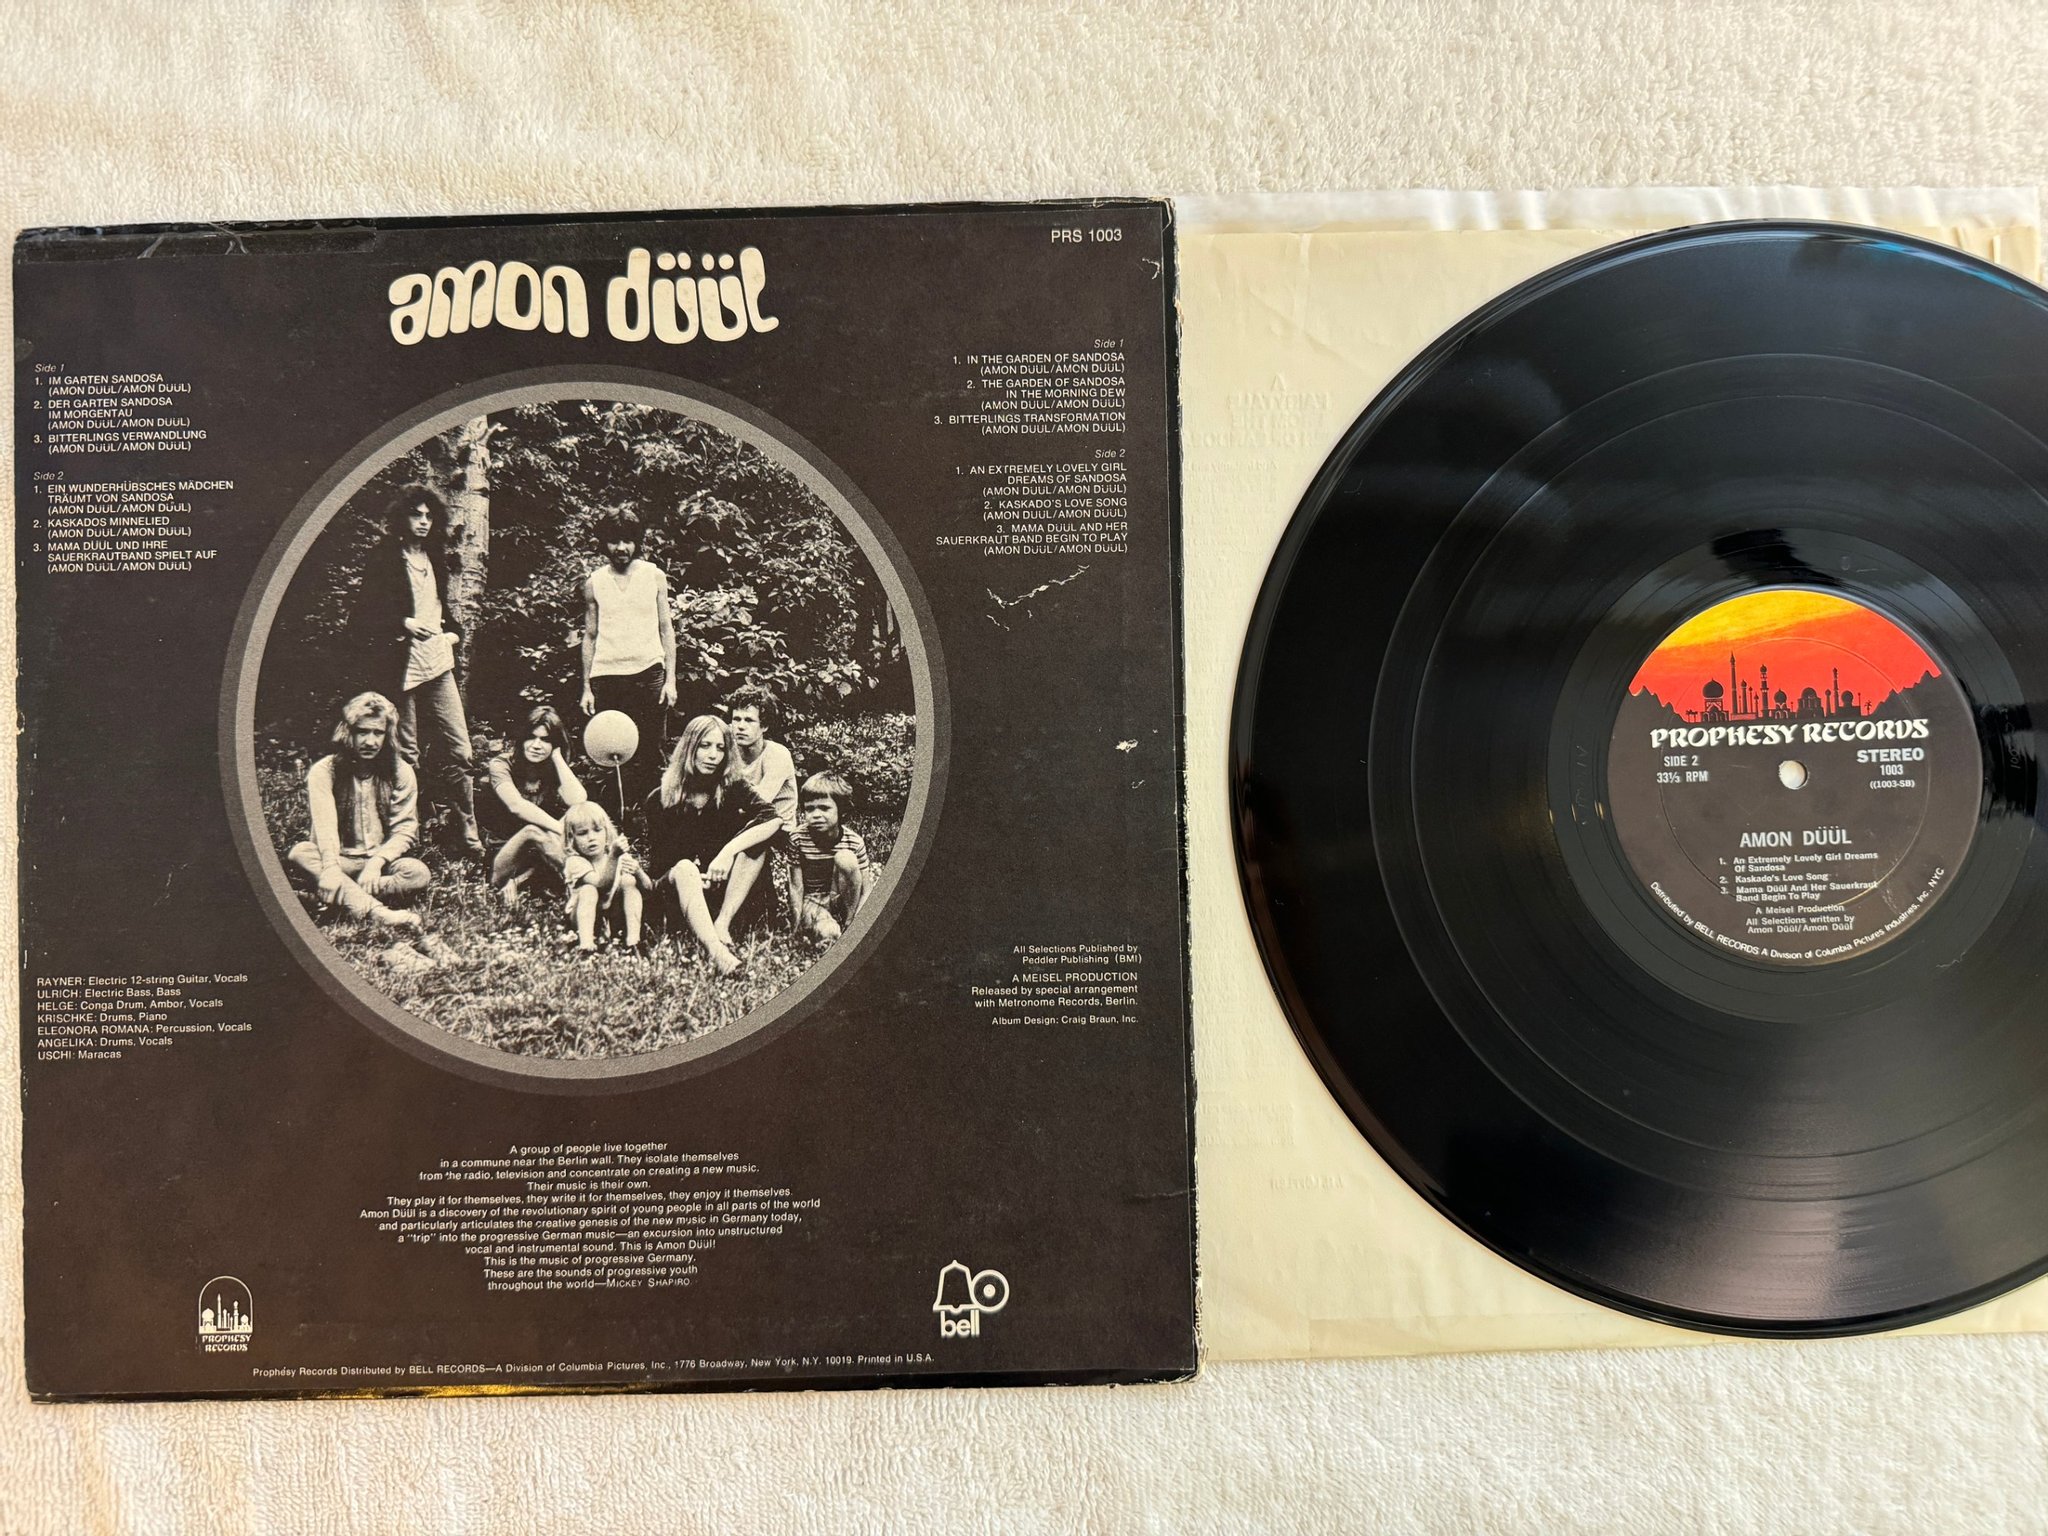 PRS 1003
amon düül
Side 1
1. IM GARTEN SANDOSA
(AMON DÜÜL/AMON DÜÜL)
2. DER GARTEN SANDOSA
IM MORGENTAU
(AMON DÜÜL/AMON DÜÜL)
3. BITTERLINGS VERWANDLUNG
(AMON DÜÜL/AMON DÜÜL)
Side 2
1. EIN WUNDERHÜBSCHES MÄDCHEN
TRÄUMT VON SANDOSA
(AMON DÜÜL/AMON DÜÜL)
2. KASKADOS MINNELIED
(AMON DÜÜL/AMON DÜÜL)
3. MAMA DÜÜL UND IHRE
SAUERKRAUTBAND SPIELT AUF
(AMON DÜÜL/AMON DÜÜL)
Side 1
1. IN THE GARDEN OF SANDOSA
(AMON DÜÜL/AMON DÜÜL)
2. THE GARDEN OF SANDOSA
IN THE MORNING DEW
(AMON DÜÜL/AMON DÜÜL)
3. BITTERLINGS TRANSFORMATION
(AMON DÜÜL/AMON DÜÜL)
Side 2
1. AN EXTREMELY LOVELY GIRL
DREAMS OF SANDOSA
(AMON DÜÜL/AMON DÜÜL)
2. KASKADO'S LOVE SONG
(AMON DÜÜL/AMON DÜÜL)
3. MAMA DÜÜL AND HER
SAUERKRAUT BAND BEGIN TO PLAY
(AMON DÜÜL/AMON DÜÜL)
RAYNER: Electric 12-string Guitar, Vocals
ULRICH: Electric Bass, Bass
HELGE: Conga Drum, Ambor, Vocals
KRISCHKE: Drums, Piano
ELEONORA ROMANA: Percussion, Vocals
ANGELIKA: Drums, Vocals
USCHI: Maracas
All Selections Published by
Peddler Publishing (BMI)
A MEISEL PRODUCTION
Released by special arrangement
with Metronome Records, Berlin.
Album Design: Craig Braun, Inc.
A group of people live together
in a commune near the Berlin wall. They isolate themselves
from the radio, television and concentrate on creating a new music.
Their music is their own.
They play it for themselves, they write it for themselves, they enjoy it themselves.
Amon Düül is a discovery of the revolutionary spirit of young people in all parts of the world
and particularly articulates the creative genesis of the new music in Germany today,
a "trip" into the progressive German music—an excursion into unstructured
vocal and instrumental sound. This is Amon Düül!
This is the music of progressive Germany.
These are the sounds of progressive youth
throughout the world—MICKEY SHAPIRO.
PROPHESY
RECORDS
bell
Prophesy Records Distributed by BELL RECORDS—A Division of Columbia Pictures, Inc., 1776 Broadway, New York, N.Y. 10019. Printed in U.S.A.
PROPHESY RECORDS
SIDE 2
33⅓ RPM
STEREO
1003
((1003-SB)
AMON DÜÜL
1. An Extremely Lovely Girl Dreams
Of Sandosa
2. Kaskado's Love Song
3. Mama Düül And Her Sauerkraut
Band Begin To Play
A Meisel Production
All Selections written by
Amon Düül/Amon Düül
Distributed by BELL RECORDS A Division of Columbia Pictures Industries, Inc., NYC